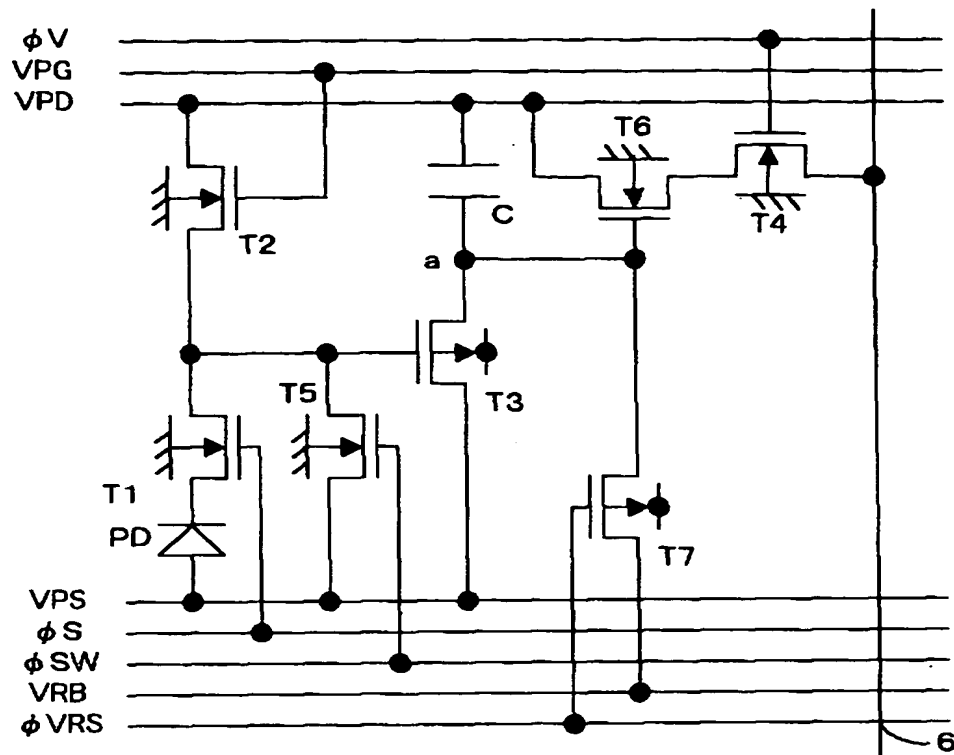 φV
VPG
VPD
T6
T2
C
T4
a
T5
T3
T1
PD
T7
VPS
φS
φSW
VRB
φVRS
6